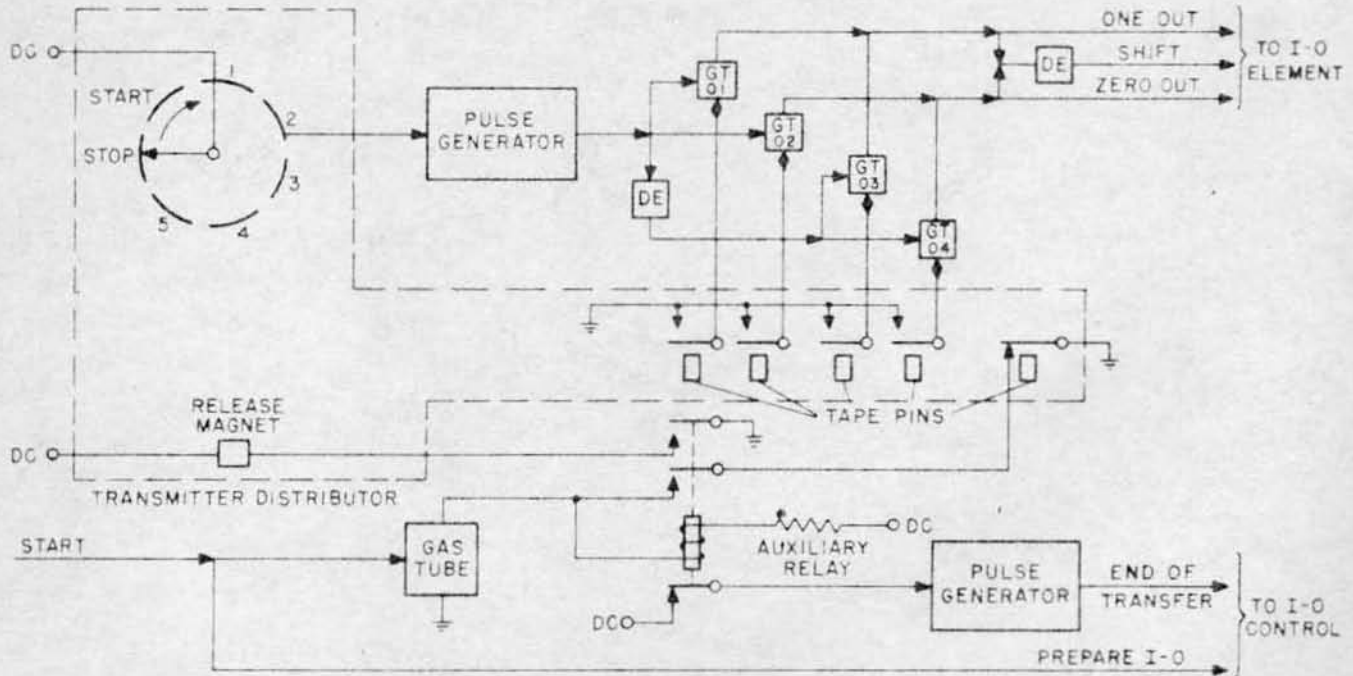 DC
START
STOP
1
2
3
4
5
PULSE
GENERATOR
GT
01
GT
02
DE
GT
03
GT
04
ONE OUT
DE
SHIFT
ZERO OUT
TO I-O
ELEMENT
TAPE PINS
RELEASE
MAGNET
DC
TRANSMITTER DISTRIBUTOR
START
GAS
TUBE
DC
AUXILIARY
RELAY
DC
PULSE
GENERATOR
END OF
TRANSFER
TO I-O
CONTROL
PREPARE I-O